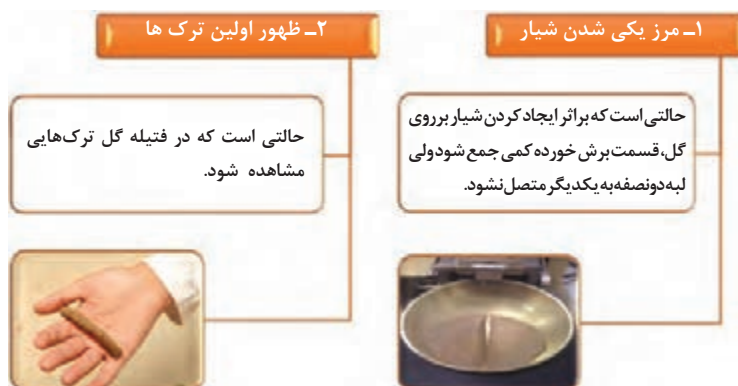 ۱ـ مرز یکی شدن شیار
حالتی است که براثر ایجاد کردن شیار برروی
گل، قسمت برش خورده کمی جمع شود ولی
لبه دو نصفه به یکدیگر متصل نشود.
۲ـ ظهور اولین ترک ها
حالتی است که در فتیله گل ترک‌هایی
مشاهده شود.